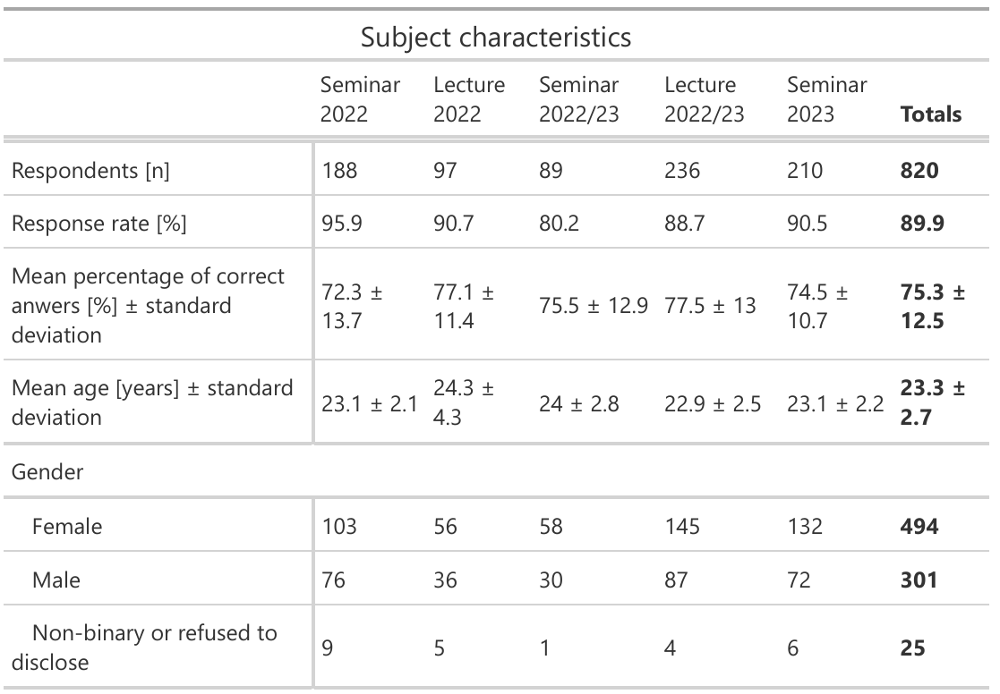 Subject characteristics
Seminar 2022 Lecture 2022 Seminar 2022/23 Lecture 2022/23 Seminar 2023 Totals
Respondents [n] 188 97 89 236 210 820
Response rate [%] 95.9 90.7 80.2 88.7 90.5 89.9
Mean percentage of correct anwers [%] ± standard deviation 72.3 ± 13.7 77.1 ± 11.4 75.5 ± 12.9 77.5 ± 13 74.5 ± 10.7 75.3 ± 12.5
Mean age [years] ± standard deviation 23.1 ± 2.1 24.3 ± 4.3 24 ± 2.8 22.9 ± 2.5 23.1 ± 2.2 23.3 ± 2.7
Gender
Female 103 56 58 145 132 494
Male 76 36 30 87 72 301
Non-binary or refused to disclose 9 5 1 4 6 25